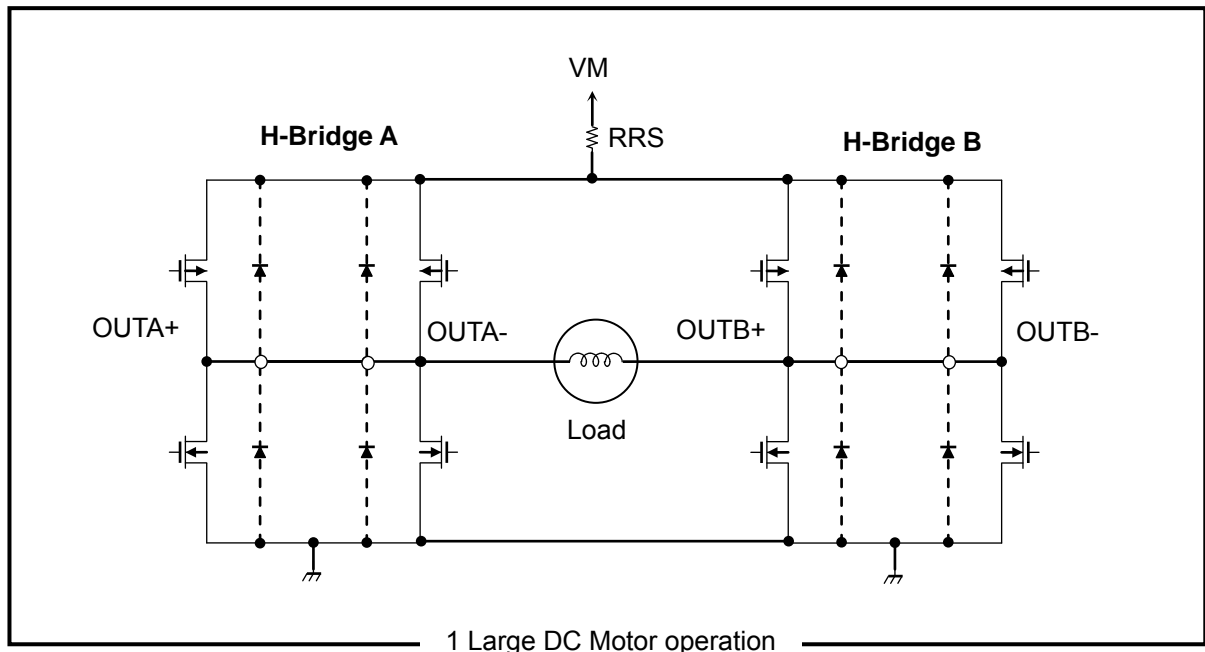 VM
H-Bridge A
RRS
H-Bridge B
OUTA+
OUTA-
OUTB+
OUTB-
Load
1 Large DC Motor operation